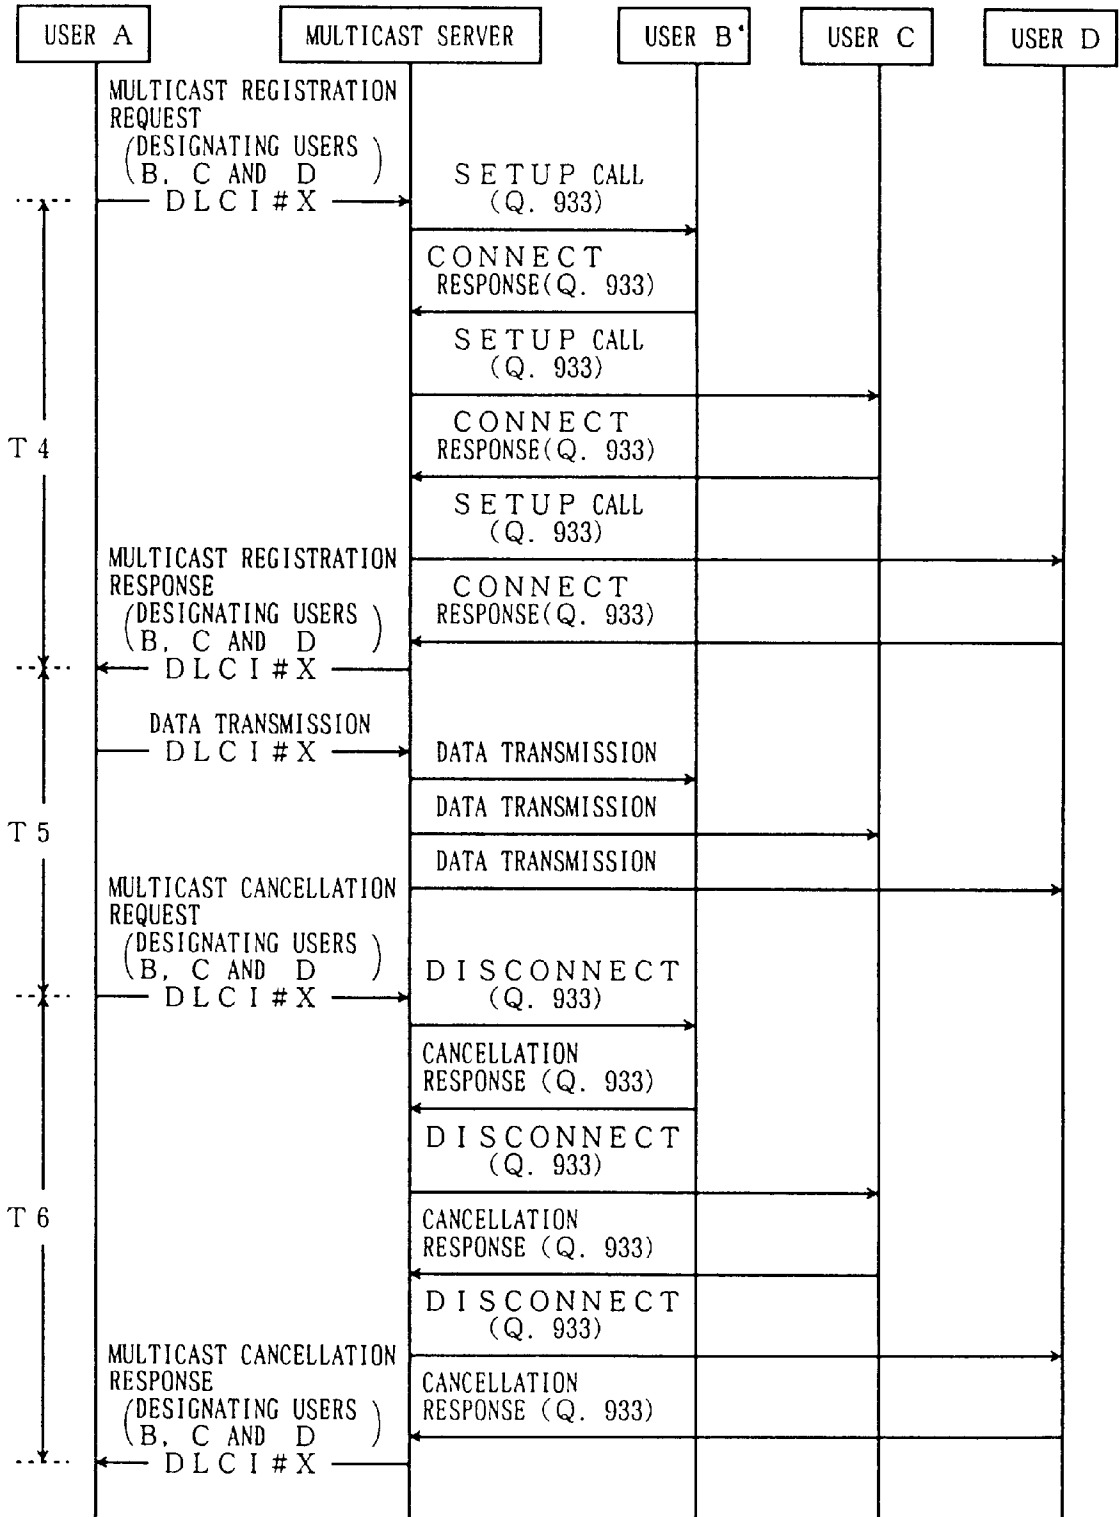 USER A
MULTICAST SERVER
USER B'
USER C
USER D
MULTICAST REGISTRATION
REQUEST
(DESIGNATING USERS
B, C AND D)
DLCI#X
SETUP CALL
(Q. 933)
CONNECT
RESPONSE(Q. 933)
SETUP CALL
(Q. 933)
T4
CONNECT
RESPONSE(Q. 933)
SETUP CALL
(Q. 933)
MULTICAST REGISTRATION
RESPONSE
(DESIGNATING USERS
B, C AND D)
DLCI#X
CONNECT
RESPONSE(Q. 933)
DATA TRANSMISSION
DLCI#X
DATA TRANSMISSION
DATA TRANSMISSION
T5
DATA TRANSMISSION
MULTICAST CANCELLATION
REQUEST
(DESIGNATING USERS
B, C AND D)
DLCI#X
DISCONNECT
(Q. 933)
CANCELLATION
RESPONSE (Q. 933)
DISCONNECT
(Q. 933)
T6
CANCELLATION
RESPONSE (Q. 933)
DISCONNECT
(Q. 933)
MULTICAST CANCELLATION
RESPONSE
(DESIGNATING USERS
B, C AND D)
DLCI#X
CANCELLATION
RESPONSE (Q. 933)